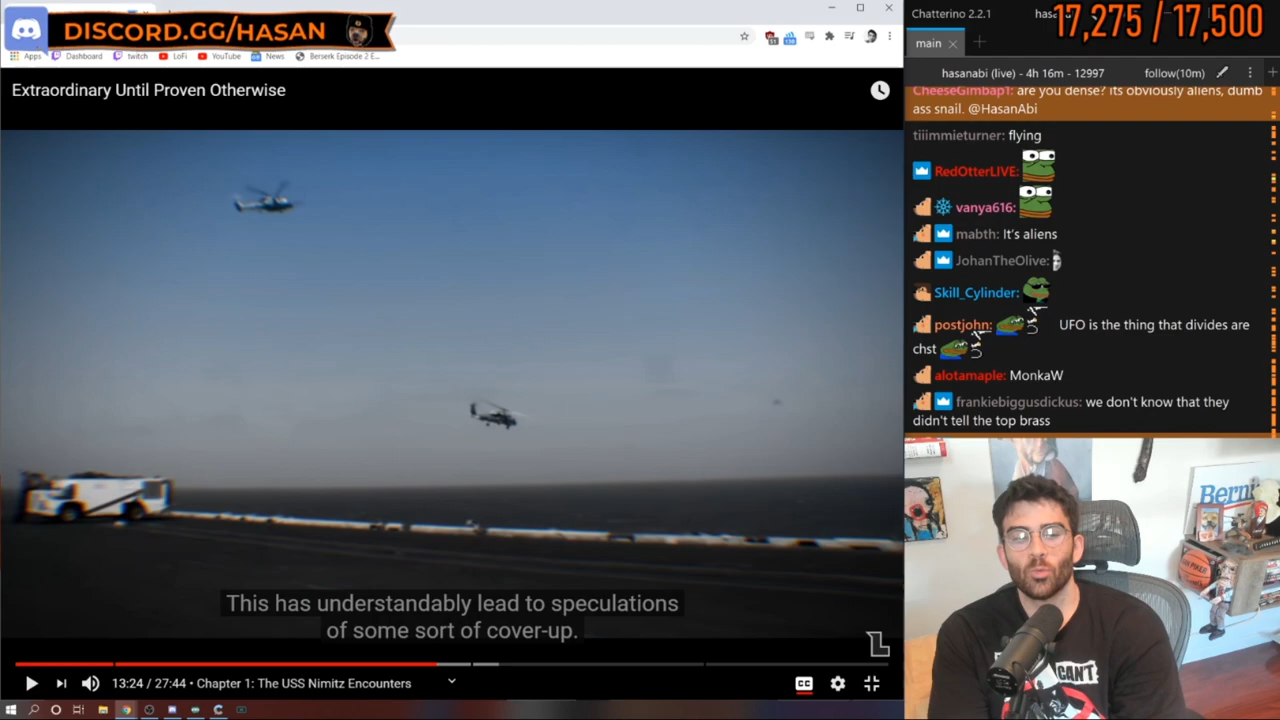 DISCORD.GG/HASAN
Apps
Dashboard
twitch
LoFi
YouTube
News
Berserk Episode 2 E...
Extraordinary Until Proven Otherwise
This has understandably lead to speculations
of some sort of cover-up.
13:24 / 27:44 • Chapter 1: The USS Nimitz Encounters
CC
Chatterino 2.2.1
17,275 / 17,500
main
hasanabi (live) - 4h 16m - 12997
follow(10m)
CheeseGimbap1: are you dense? its obviously aliens, dumb
ass snail. @HasanAbi
tiiimmieturner: flying
RedOtterLIVE:
vanya616:
mabth: It's aliens
JohanTheOlive:
Skill_Cylinder:
postjohn: UFO is the thing that divides are
chst
alotamaple: MonkaW
frankiebiggusdickus: we don't know that they
didn't tell the top brass
Bern
CAN'T